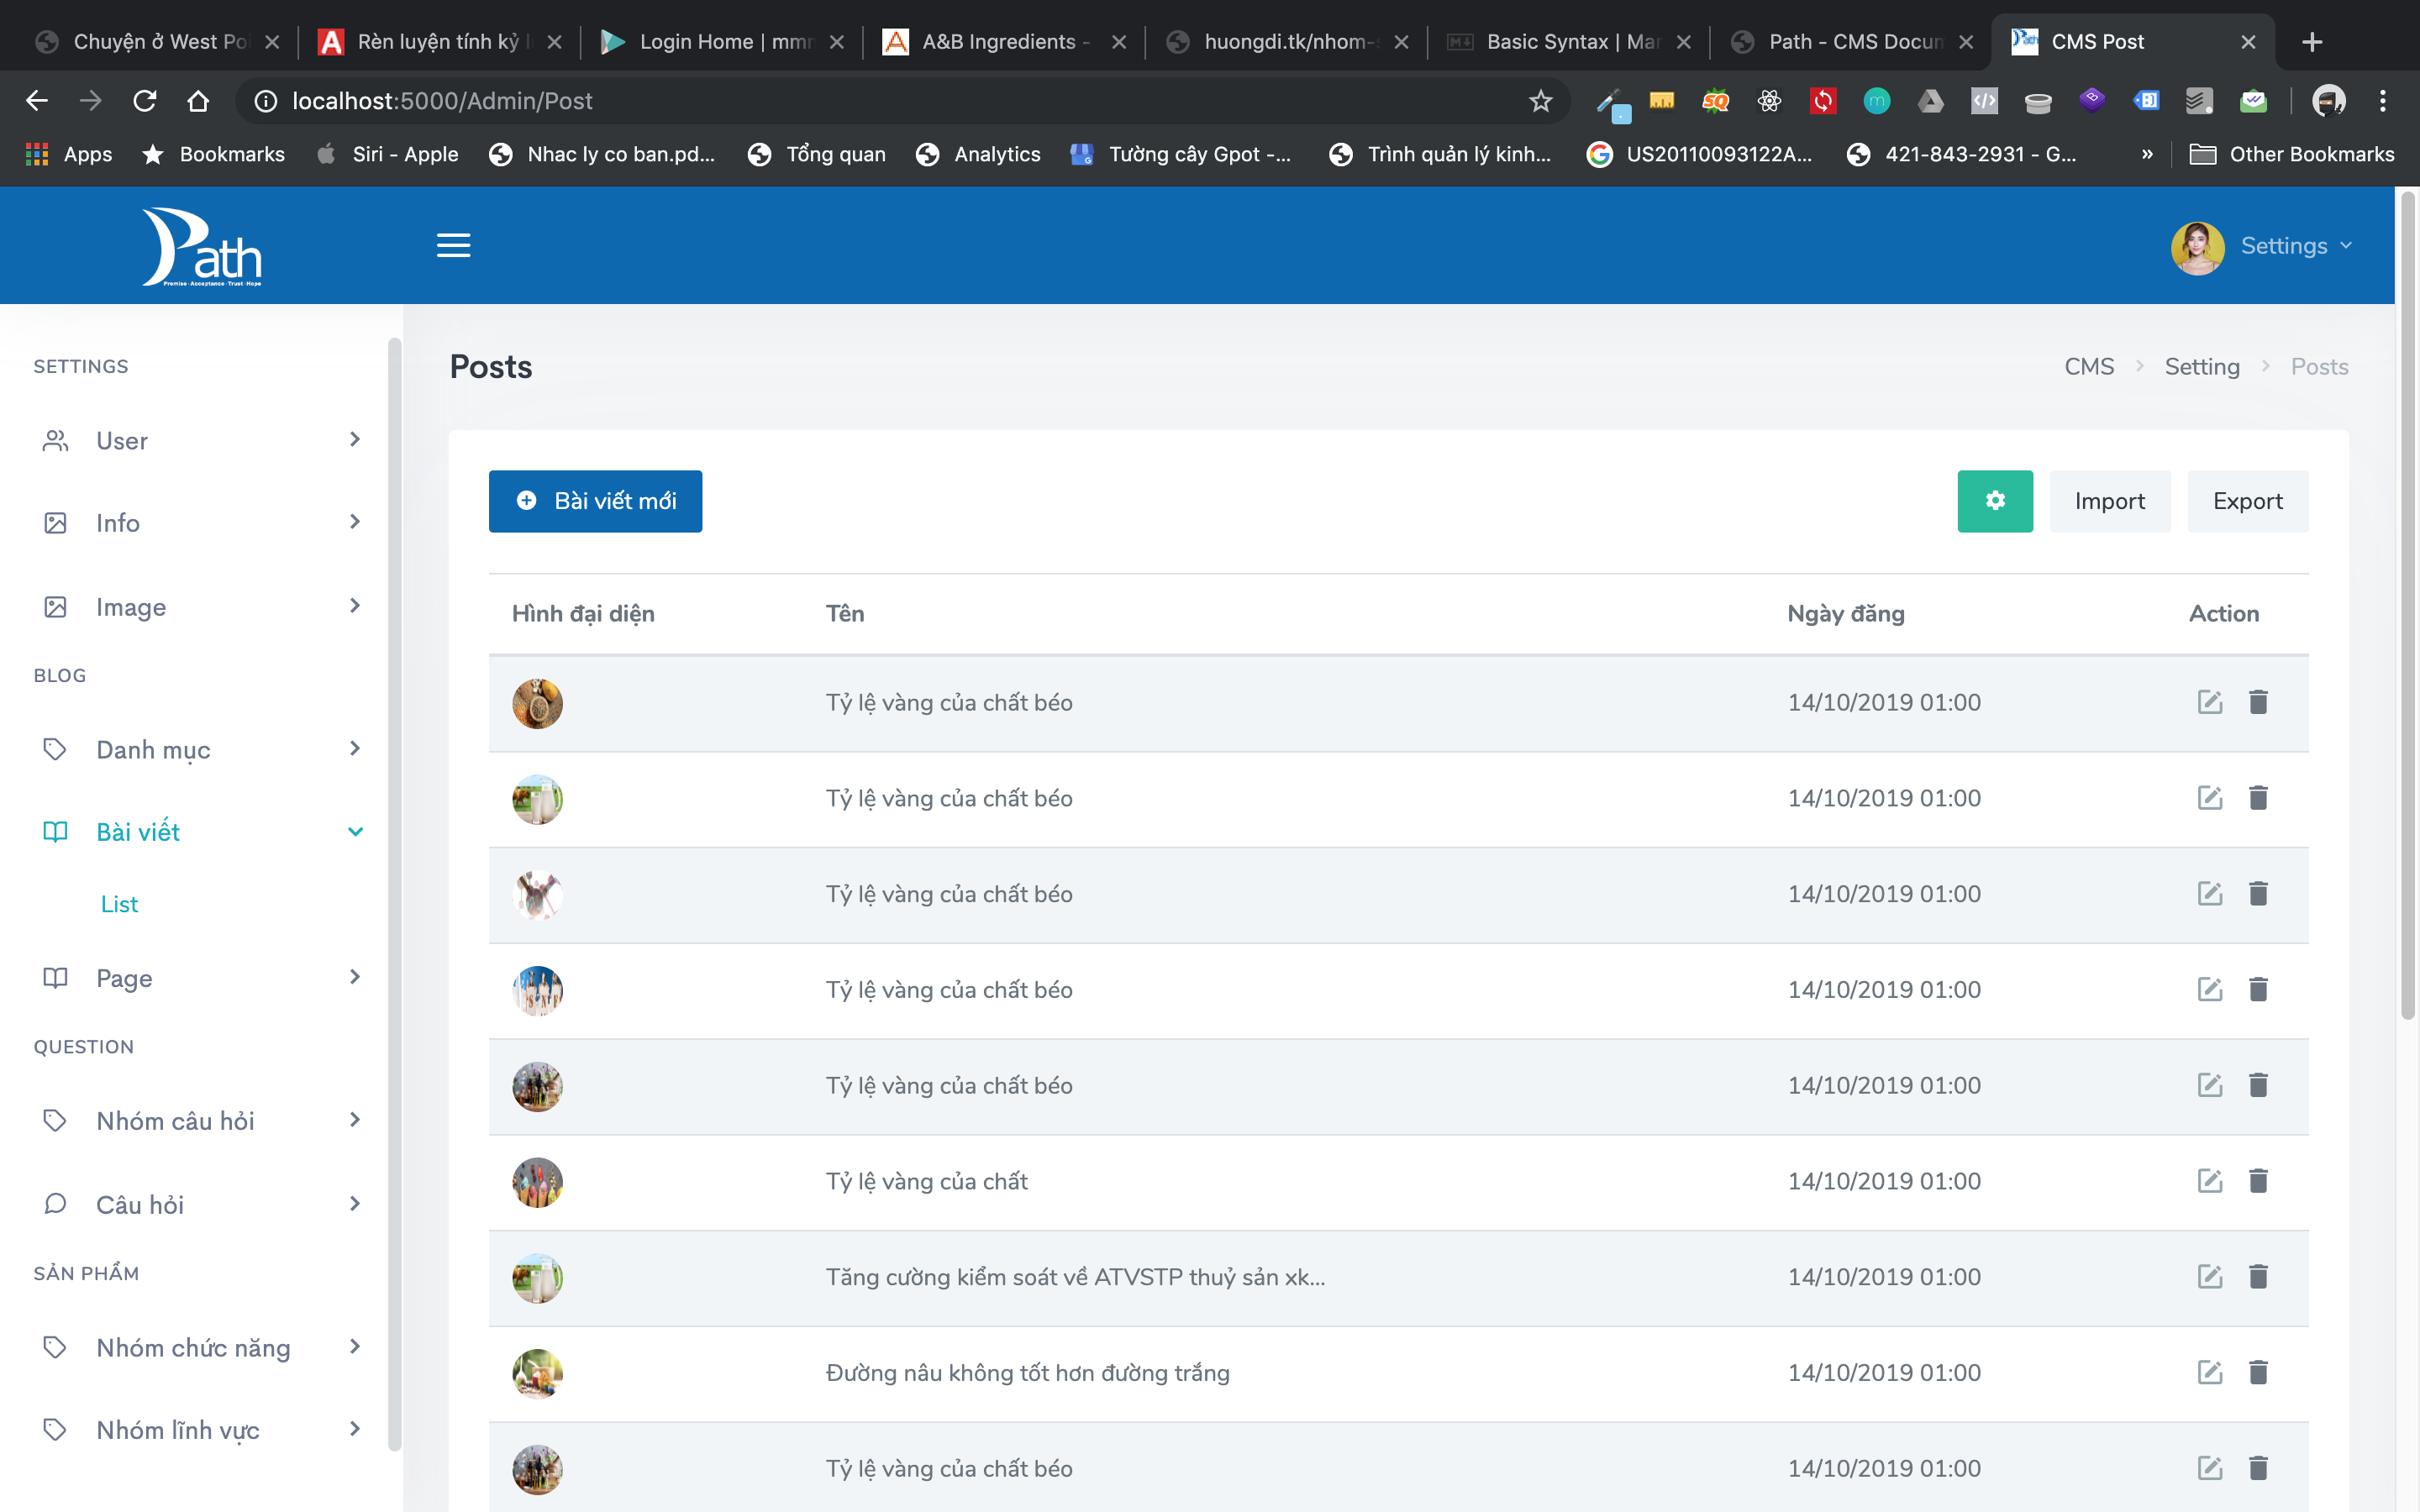 Chuyện ở West Poi
Rèn luyện tính kỷ l
Login Home | mmr
A&B Ingredients -
huongdi.tk/nhom-s
Basic Syntax | Mar
Path - CMS Docum
CMS Post
localhost:5000/Admin/Post
Apps
Bookmarks
Siri - Apple
Nhac ly co ban.pd...
Tổng quan
Analytics
Tường cây Gpot -...
Trình quản lý kinh...
US20110093122A...
421-843-2931 - G...
»
Other Bookmarks
Path
Promise - Acceptance - Trust - Hope
Settings
SETTINGS
User
Info
Image
BLOG
Danh mục
Bài viết
List
Page
QUESTION
Nhóm câu hỏi
Câu hỏi
SẢN PHẨM
Nhóm chức năng
Nhóm lĩnh vực
Posts
CMS > Setting > Posts
Bài viết mới
Import
Export
Hình đại diện Tên Ngày đăng Action
Tỷ lệ vàng của chất béo 14/10/2019 01:00
Tỷ lệ vàng của chất béo 14/10/2019 01:00
Tỷ lệ vàng của chất béo 14/10/2019 01:00
Tỷ lệ vàng của chất béo 14/10/2019 01:00
Tỷ lệ vàng của chất béo 14/10/2019 01:00
Tỷ lệ vàng của chất 14/10/2019 01:00
Tăng cường kiểm soát về ATVSTP thuỷ sản xk... 14/10/2019 01:00
Đường nâu không tốt hơn đường trắng 14/10/2019 01:00
Tỷ lệ vàng của chất béo 14/10/2019 01:00